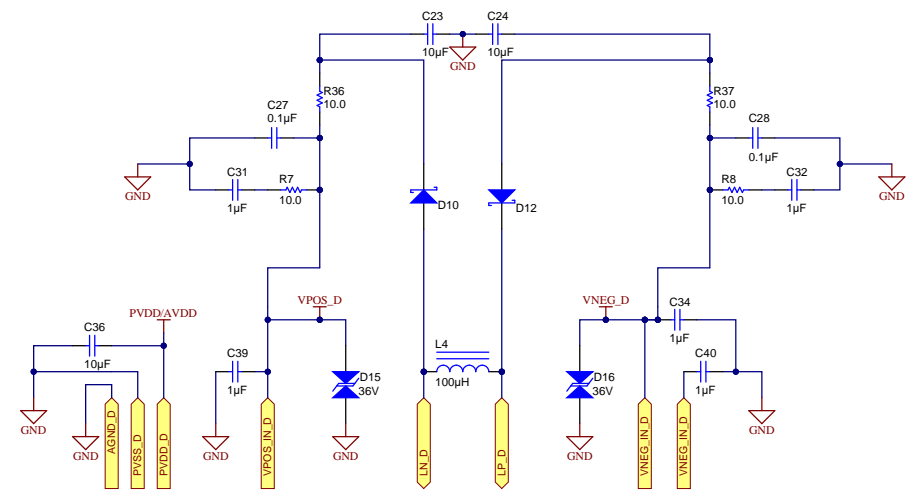 C23
10µF
C24
10µF
GND
R36
10.0
R37
10.0
C27
0.1µF
C28
0.1µF
C31
1µF
R7
10.0
R8
10.0
C32
1µF
GND
GND
D10
D12
PVDD/AVDD
VPOS_D
VNEG_D
C36
10µF
C39
1µF
D15
36V
L4
100µH
D16
36V
C34
1µF
C40
1µF
GND
GND
GND
GND
GND
GND
AGND_D
PVSS_D
PVDD_D
VPOS_IN_D
LN_D
LP_D
VNEG_IN_D
VNEG_IN_D